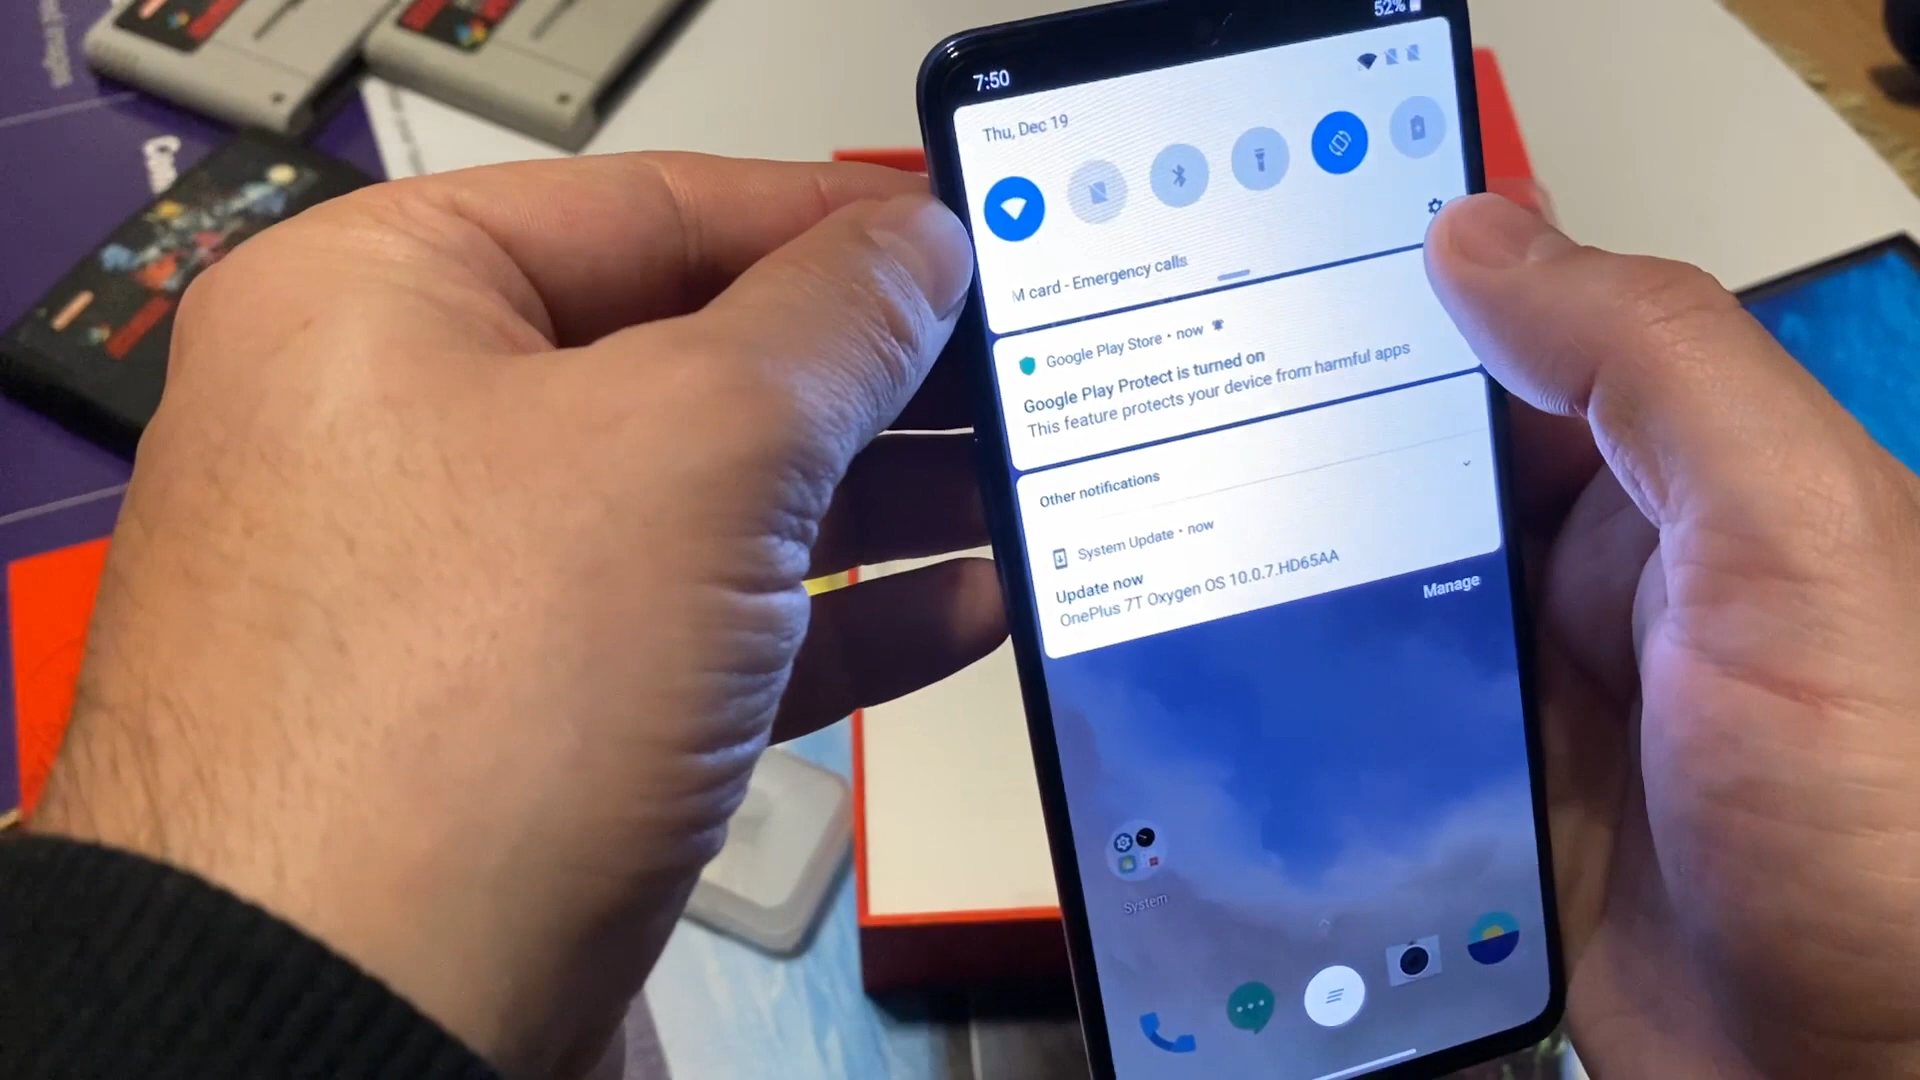 52%
7:50
Thu, Dec 19
M card - Emergency calls
Google Play Store • now
Google Play Protect is turned on
This feature protects your device from harmful apps
Other notifications
System Update • now
Update now
OnePlus 7T Oxygen OS 10.0.7.HD65AA
Manage
System